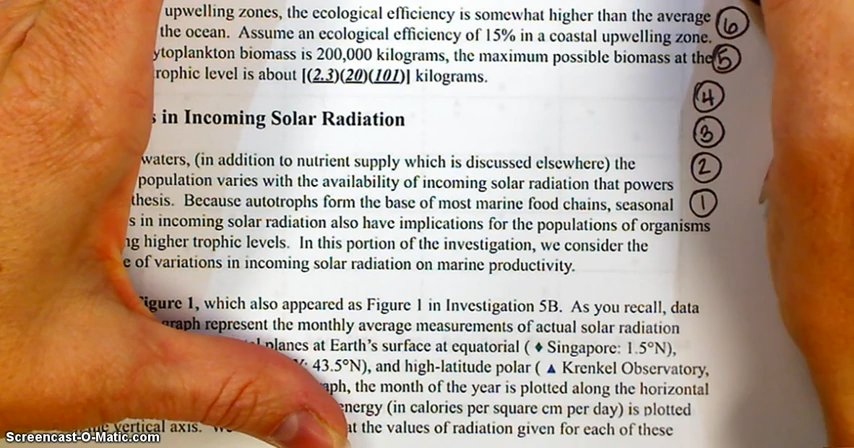 upwelling zones, the ecological efficiency is somewhat higher than the average 6
the ocean. Assume an ecological efficiency of 15% in a coastal upwelling zone.
ytoplankton biomass is 200,000 kilograms, the maximum possible biomass at the 5
rophic level is about [(2.3)(20)(101)] kilograms.
4
s in Incoming Solar Radiation
3
waters, (in addition to nutrient supply which is discussed elsewhere) the 2
population varies with the availability of incoming solar radiation that powers
thesis. Because autotrophs form the base of most marine food chains, seasonal 1
s in incoming solar radiation also have implications for the populations of organisms
ng higher trophic levels. In this portion of the investigation, we consider the
e of variations in incoming solar radiation on marine productivity.
igure 1, which also appeared as Figure 1 in Investigation 5B. As you recall, data
graph represent the monthly average measurements of actual solar radiation
planes at Earth's surface at equatorial ( ♦ Singapore: 1.5°N),
43.5°N), and high-latitude polar ( ▲ Krenkel Observatory,
aph, the month of the year is plotted along the horizontal
energy (in calories per square cm per day) is plotted
vertical axis. at the values of radiation given for each of these
Screencast-O-Matic.com